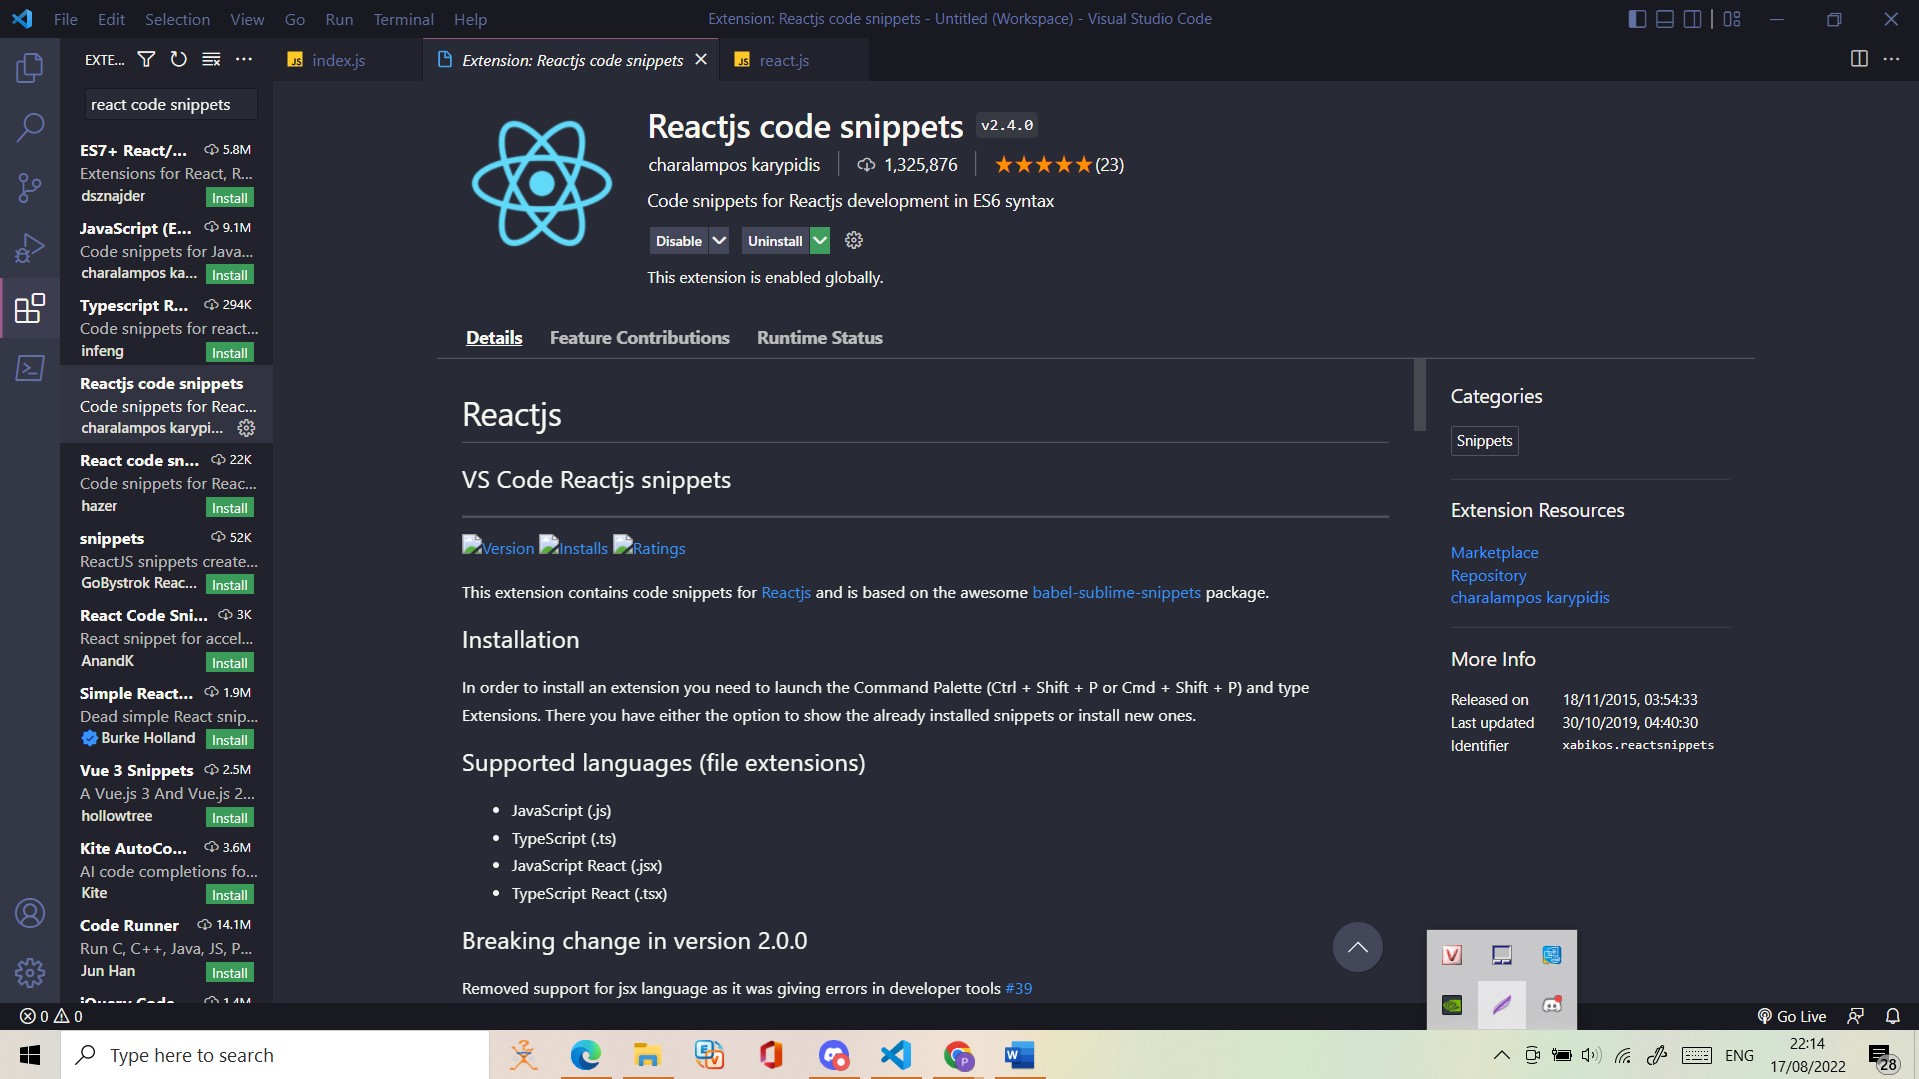 File Edit Selection View Go Run Terminal Help
Extension: Reactjs code snippets - Untitled (Workspace) - Visual Studio Code
EXTE...
index.js
Extension: Reactjs code snippets
react.js
react code snippets
ES7+ React/... 5.8M
Extensions for React, R...
dsznajder Install
JavaScript (E... 9.1M
Code snippets for Java...
charalampos ka... Install
Typescript R... 294K
Code snippets for react...
infeng Install
Reactjs code snippets
Code snippets for Reac...
charalampos karypi...
React code sn... 22K
Code snippets for Reac...
hazer Install
snippets 52K
ReactJS snippets create...
GoBystrok Reac... Install
React Code Sni... 3K
React snippet for accel...
AnandK Install
Simple React... 1.9M
Dead simple React snip...
Burke Holland Install
Vue 3 Snippets 2.5M
A Vue.js 3 And Vue.js 2...
hollowtree Install
Kite AutoCo... 3.6M
AI code completions fo...
Kite Install
Code Runner 14.1M
Run C, C++, Java, JS, P...
Jun Han Install
jQuery Code 1.4M
Reactjs code snippets v2.4.0
charalampos karypidis 1,325,876 ★★★★★(23)
Code snippets for Reactjs development in ES6 syntax
Disable Uninstall
This extension is enabled globally.
Details Feature Contributions Runtime Status
Reactjs
VS Code Reactjs snippets
Version Installs Ratings
This extension contains code snippets for Reactjs and is based on the awesome babel-sublime-snippets package.
Installation
In order to install an extension you need to launch the Command Palette (Ctrl + Shift + P or Cmd + Shift + P) and type
Extensions. There you have either the option to show the already installed snippets or install new ones.
Supported languages (file extensions)
• JavaScript (.js)
• TypeScript (.ts)
• JavaScript React (.jsx)
• TypeScript React (.tsx)
Breaking change in version 2.0.0
Removed support for jsx language as it was giving errors in developer tools #39
Categories
Snippets
Extension Resources
Marketplace
Repository
charalampos karypidis
More Info
Released on 18/11/2015, 03:54:33
Last updated 30/10/2019, 04:40:30
Identifier xabikos.reactsnippets
0 0
Go Live
Type here to search
ENG
22:14
17/08/2022
28